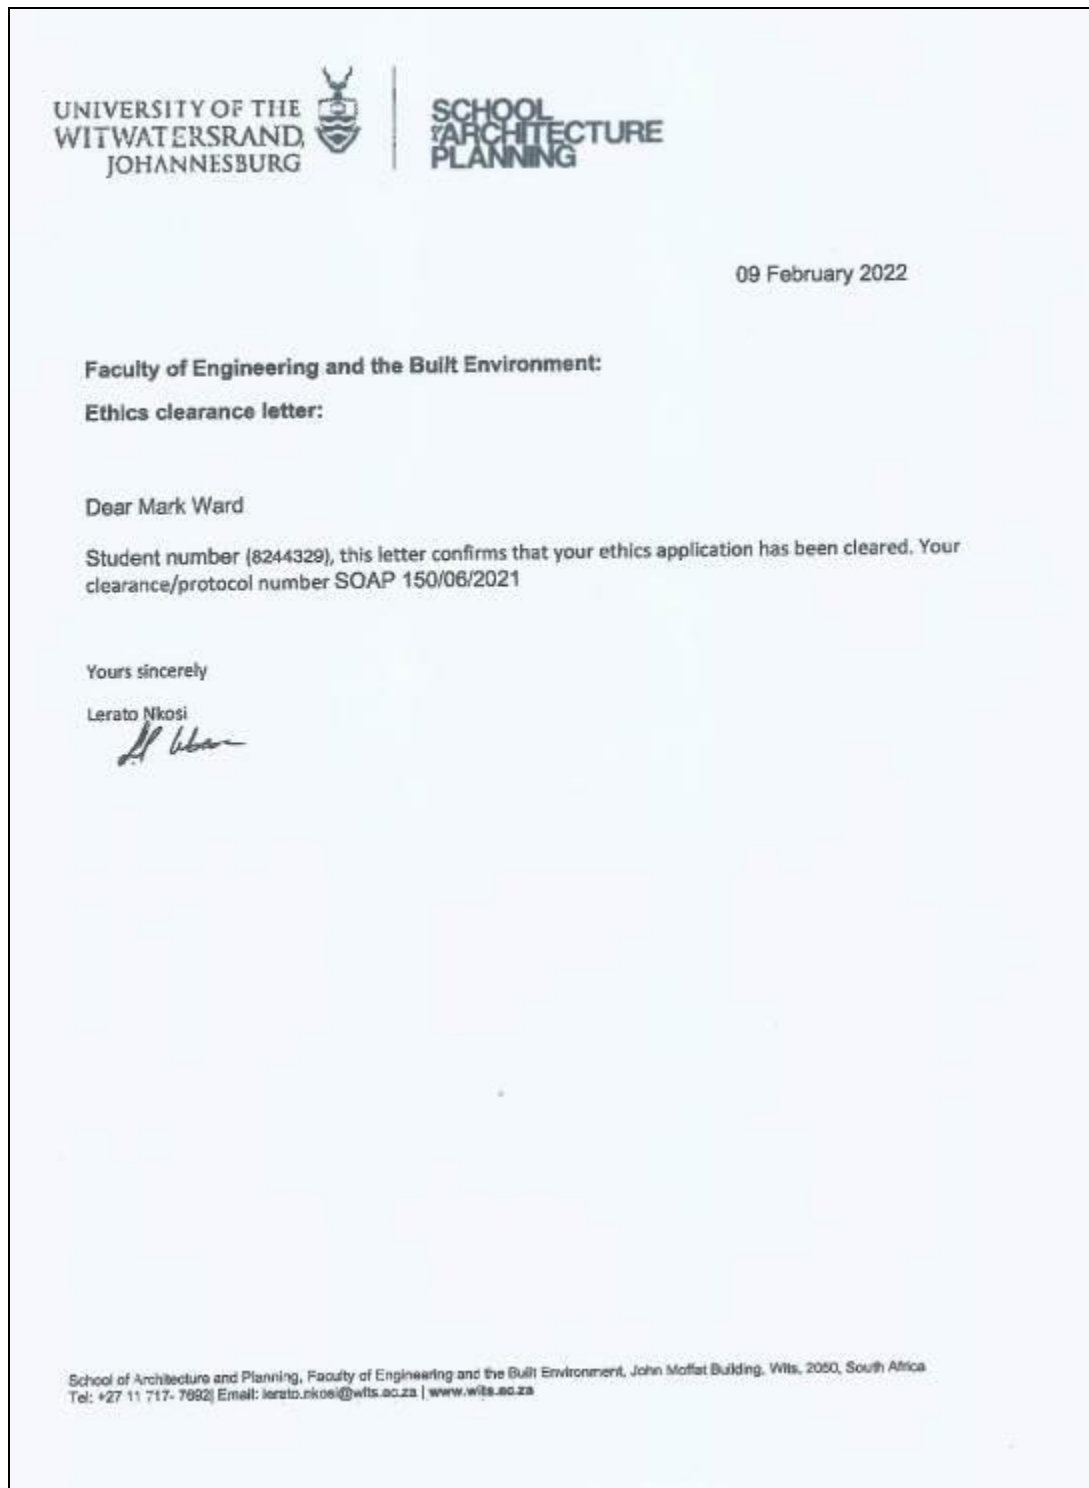 UNIVERSITY OF THE
WITWATERSRAND,
JOHANNESBURG
SCHOOL
OF ARCHITECTURE
PLANNING
09 February 2022
Faculty of Engineering and the Built Environment:
Ethics clearance letter:
Dear Mark Ward
Student number (8244329), this letter confirms that your ethics application has been cleared. Your
clearance/protocol number SOAP 150/06/2021
Yours sincerely
Lerato Nkosi
School of Architecture and Planning, Faculty of Engineering and the Built Environment, John Moffat Building, Wits, 2050, South Africa
Tel: +27 11 717- 7692| Email: lerato.nkosi@wits.ac.za | www.wits.ac.za